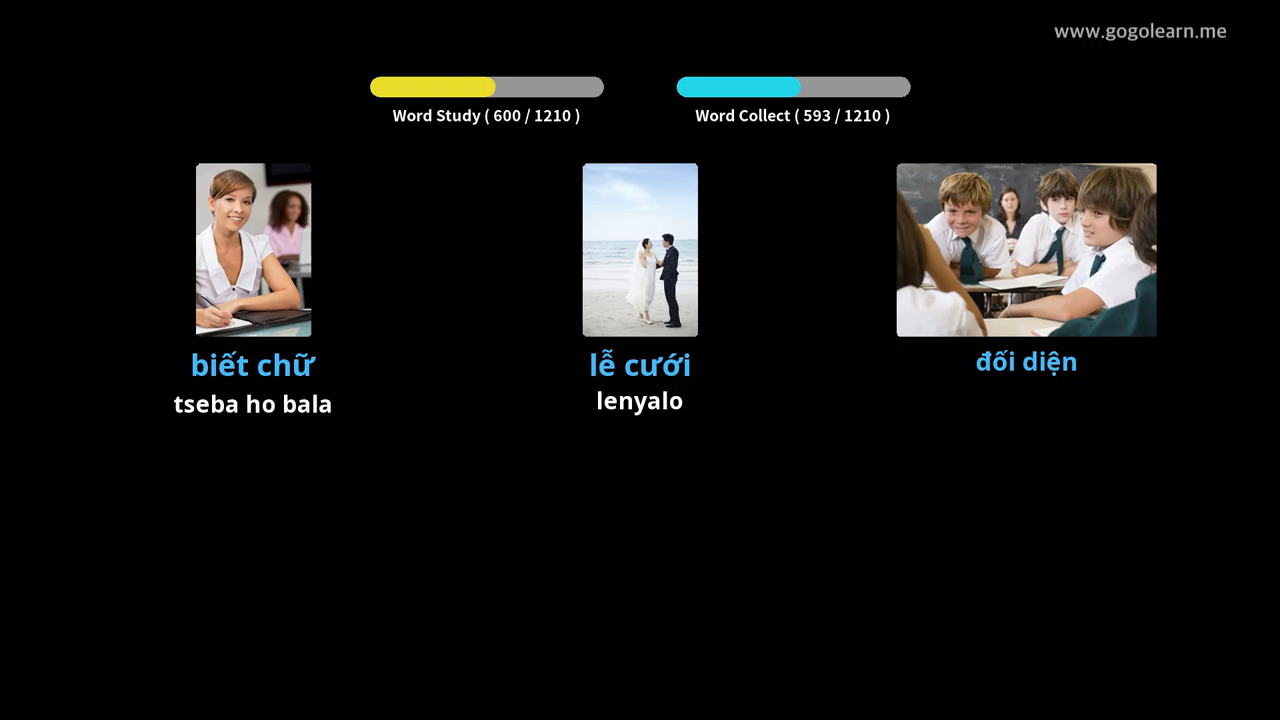 www.gogolearn.me
Word Study ( 600 / 1210 )
Word Collect ( 593 / 1210 )
biết chữ
tseba ho bala
lễ cưới
lenyalo
đối diện